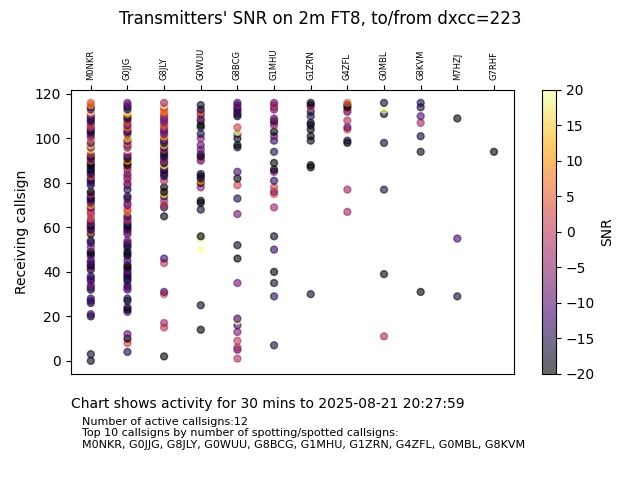 Transmitters' SNR on 2m FT8, to/from dxcc=223
M0NKR G0JJG G8JLY G0WUU G8BCG G1MHU G1ZRN G4ZFL G0MBL G8KVM M7HZJ G7RHF
120
100
80
60
40
20
0
Receiving callsign
20
15
10
5
0
−5
−10
−15
−20
SNR
Chart shows activity for 30 mins to 2025-08-21 20:27:59
Number of active callsigns:12
Top 10 callsigns by number of spotting/spotted callsigns:
M0NKR, G0JJG, G8JLY, G0WUU, G8BCG, G1MHU, G1ZRN, G4ZFL, G0MBL, G8KVM